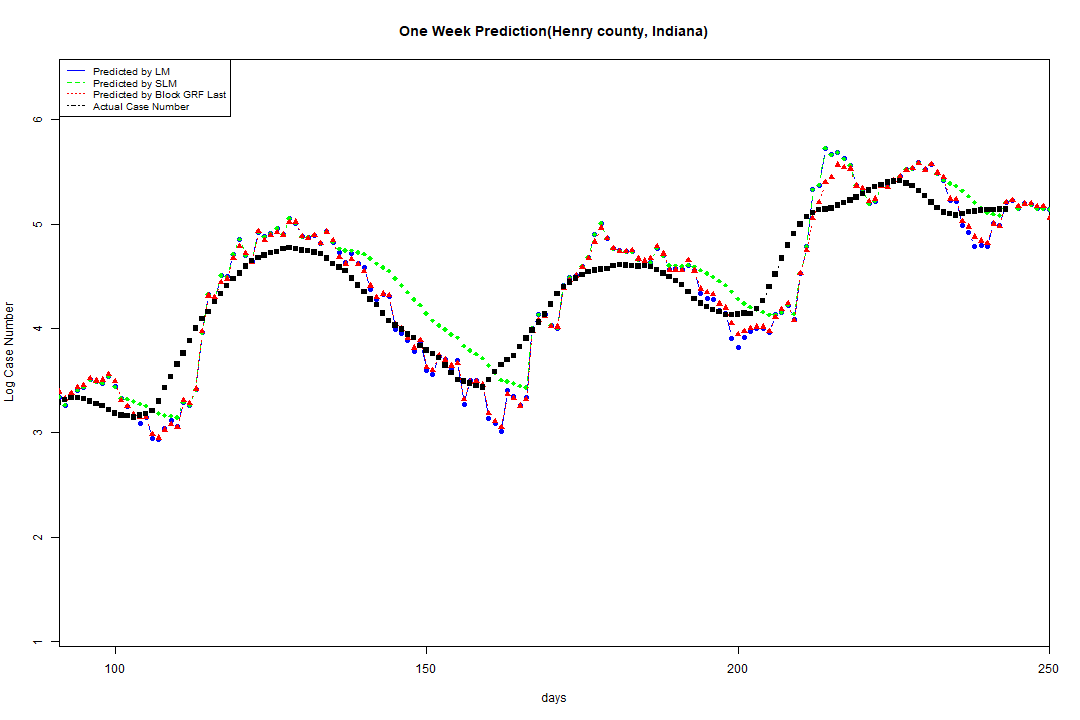 One Week Prediction(Henry county, Indiana)
Predicted by LM
Predicted by SLM
Predicted by Block GRF Last
Actual Case Number
6
5
4
3
2
1
Log Case Number
100
150
200
250
days